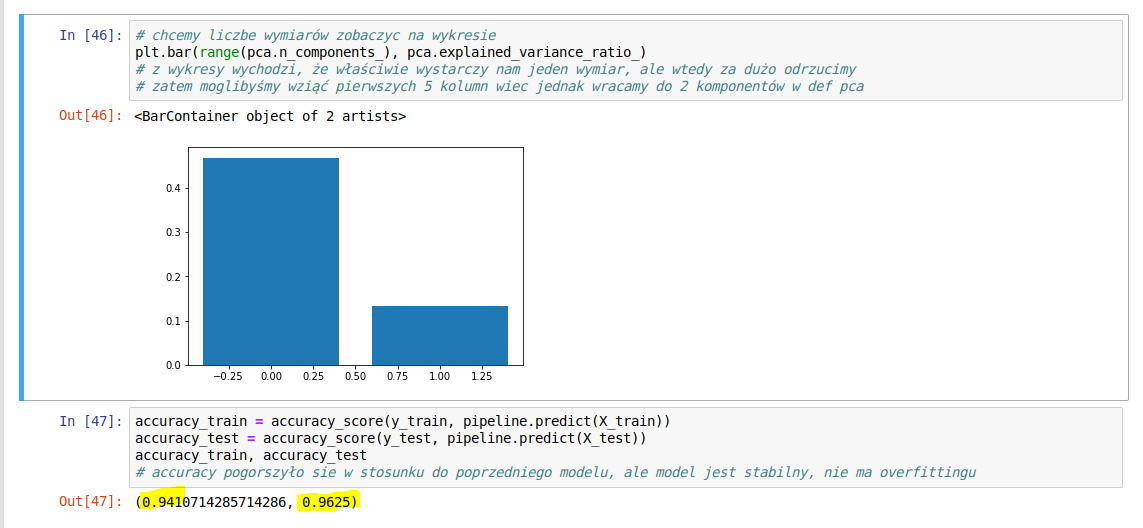 In [46]:
# chcemy liczbe wymiarów zobaczyc na wykresie
plt.bar(range(pca.n_components_), pca.explained_variance_ratio_)
# z wykresy wychodzi, że właściwie wystarczy nam jeden wymiar, ale wtedy za dużo odrzucimy
# zatem moglibyśmy wziąć pierwszych 5 kolumn wiec jednak wracamy do 2 komponentów w def pca
Out[46]: <BarContainer object of 2 artists>
0.4
0.3
0.2
0.1
0.0
−0.25 0.00 0.25 0.50 0.75 1.00 1.25
In [47]:
accuracy_train = accuracy_score(y_train, pipeline.predict(X_train))
accuracy_test = accuracy_score(y_test, pipeline.predict(X_test))
accuracy_train, accuracy_test
# accuracy pogorszyło sie w stosunku do poprzedniego modelu, ale model jest stabilny, nie ma overfittingu
Out[47]: (0.9410714285714286, 0.9625)